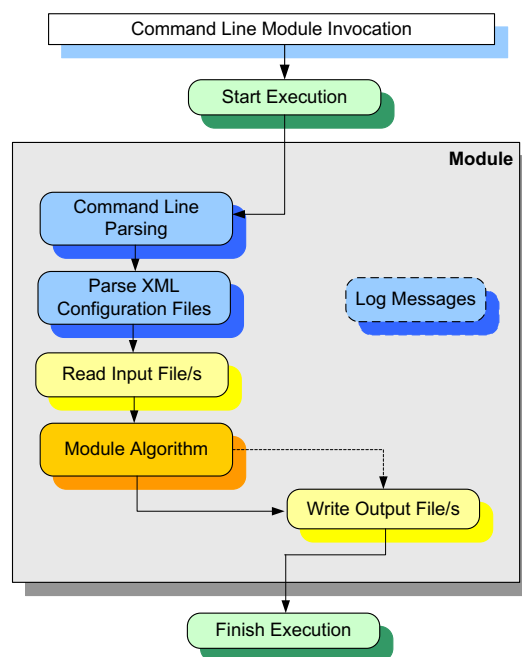 Command Line Module Invocation
Start Execution
Module
Command Line
Parsing
Parse XML
Configuration Files
Log Messages
Read Input File/s
Module Algorithm
Write Output File/s
Finish Execution